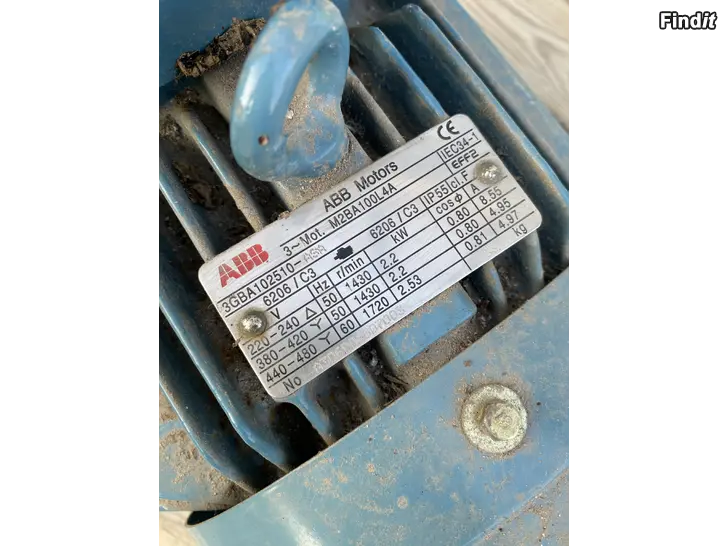 Findit
CE
ABB Motors
IEC34-1
ABB
3~Mot. M2BA100L4A
EFF2
3GBA102510-
IP55 cl F
6206/C3 6206/C3
V Hz r/min kW cosϕ A
220-240 Δ 50 1430 2.2 0.80 8.55
380-420 Y 50 1430 2.2 0.80 4.95
440-480 Y 60 1720 2.53 0.81 4.97
No
kg